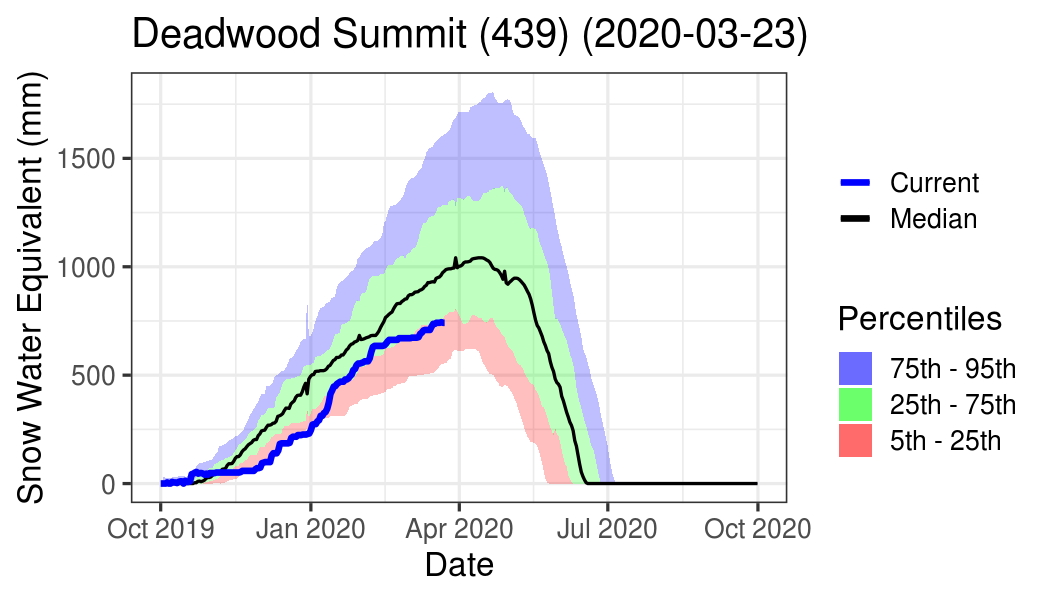 Deadwood Summit (439) (2020-03-23)
Snow Water Equivalent (mm)
1500
1000
500
0
Oct 2019
Jan 2020
Apr 2020
Jul 2020
Oct 2020
Date
Current
Median
Percentiles
75th - 95th
25th - 75th
5th - 25th